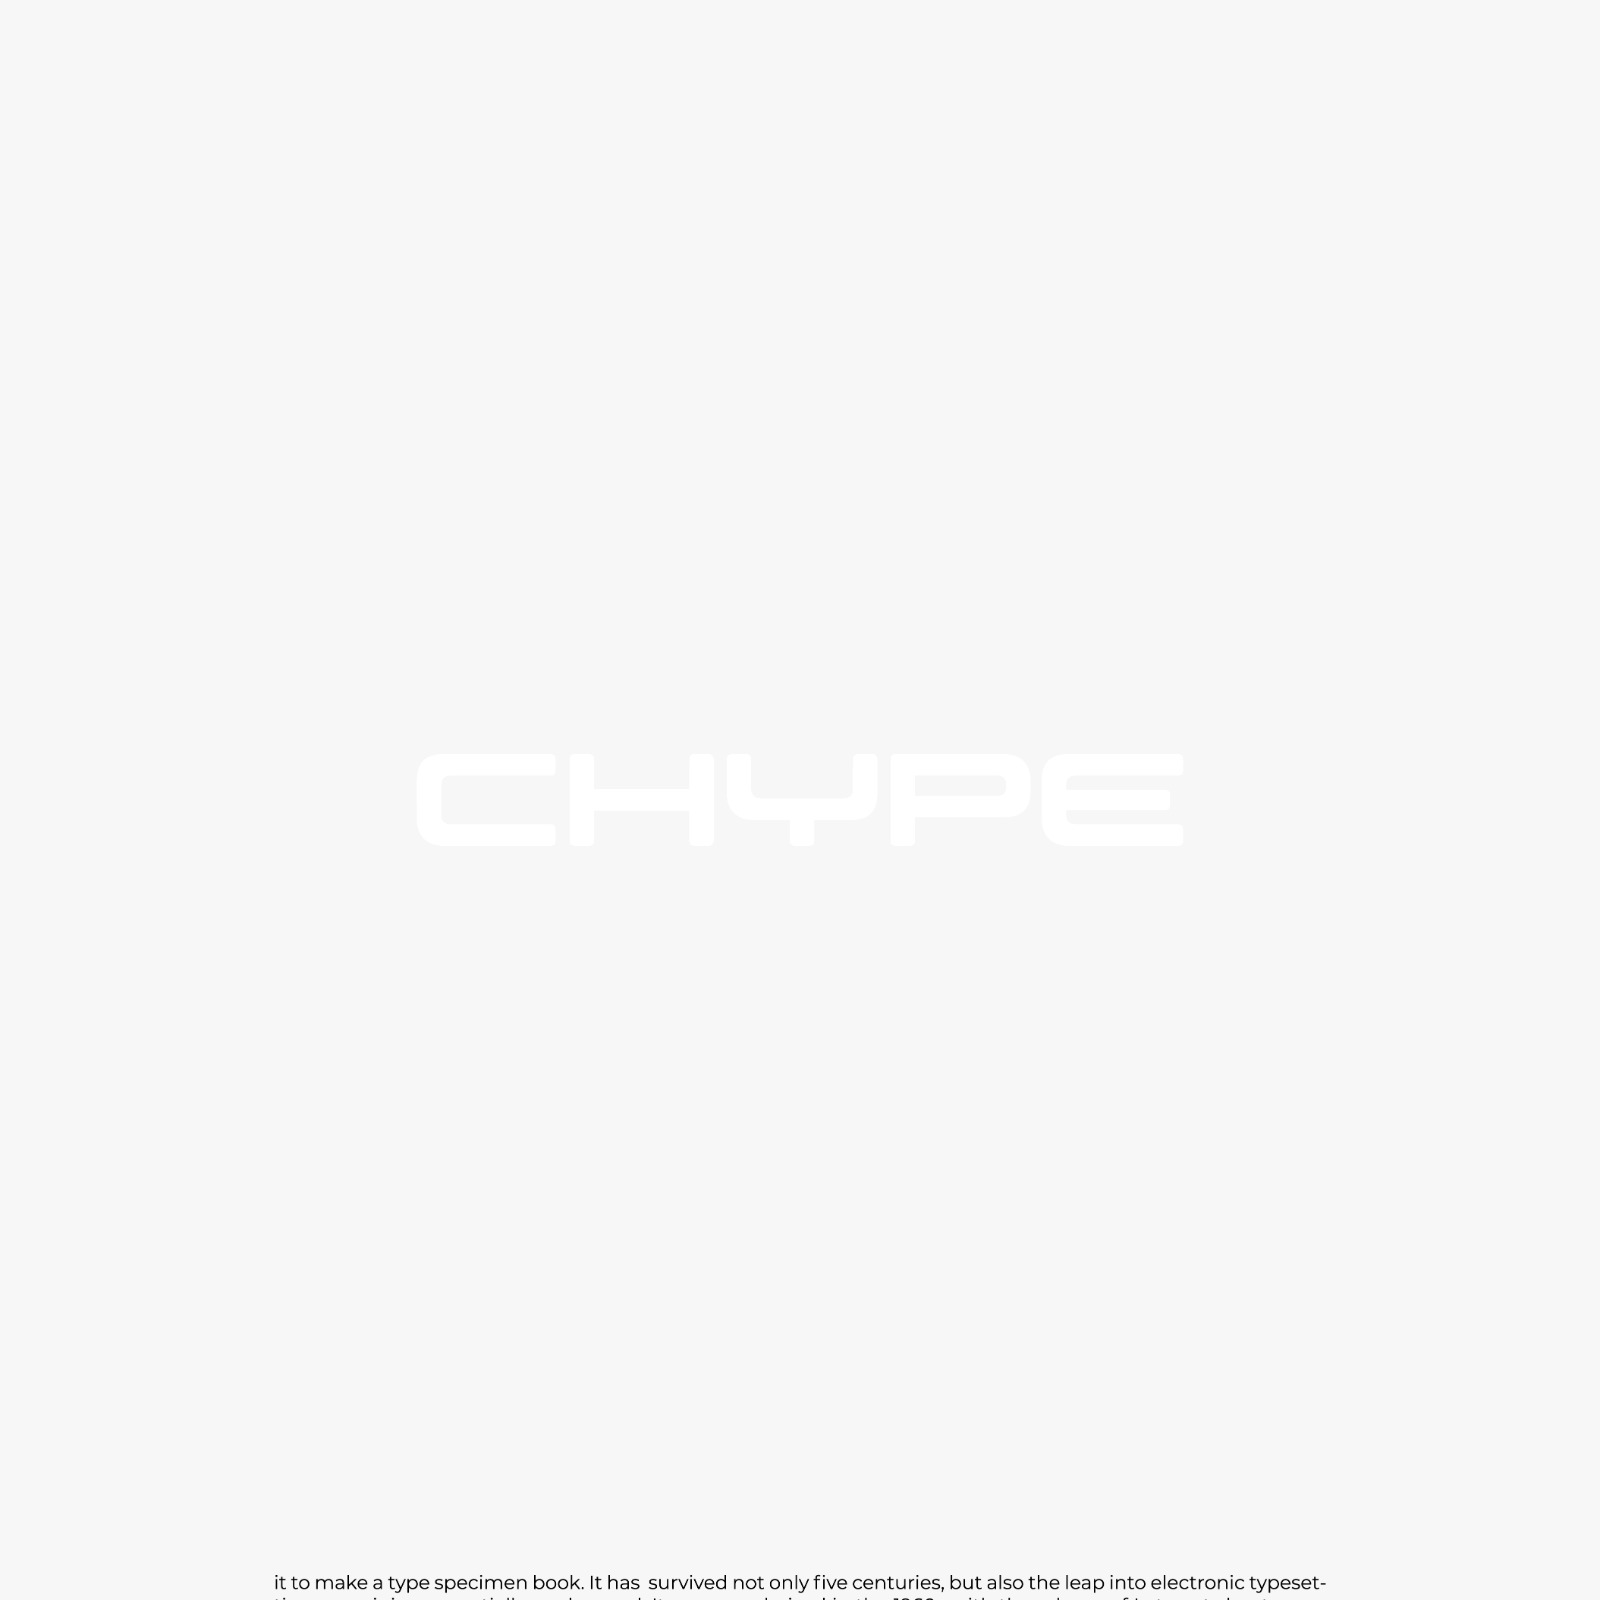 CHYPE
it to make a type specimen book. It has  survived not only five centuries, but also the leap into electronic typeset-